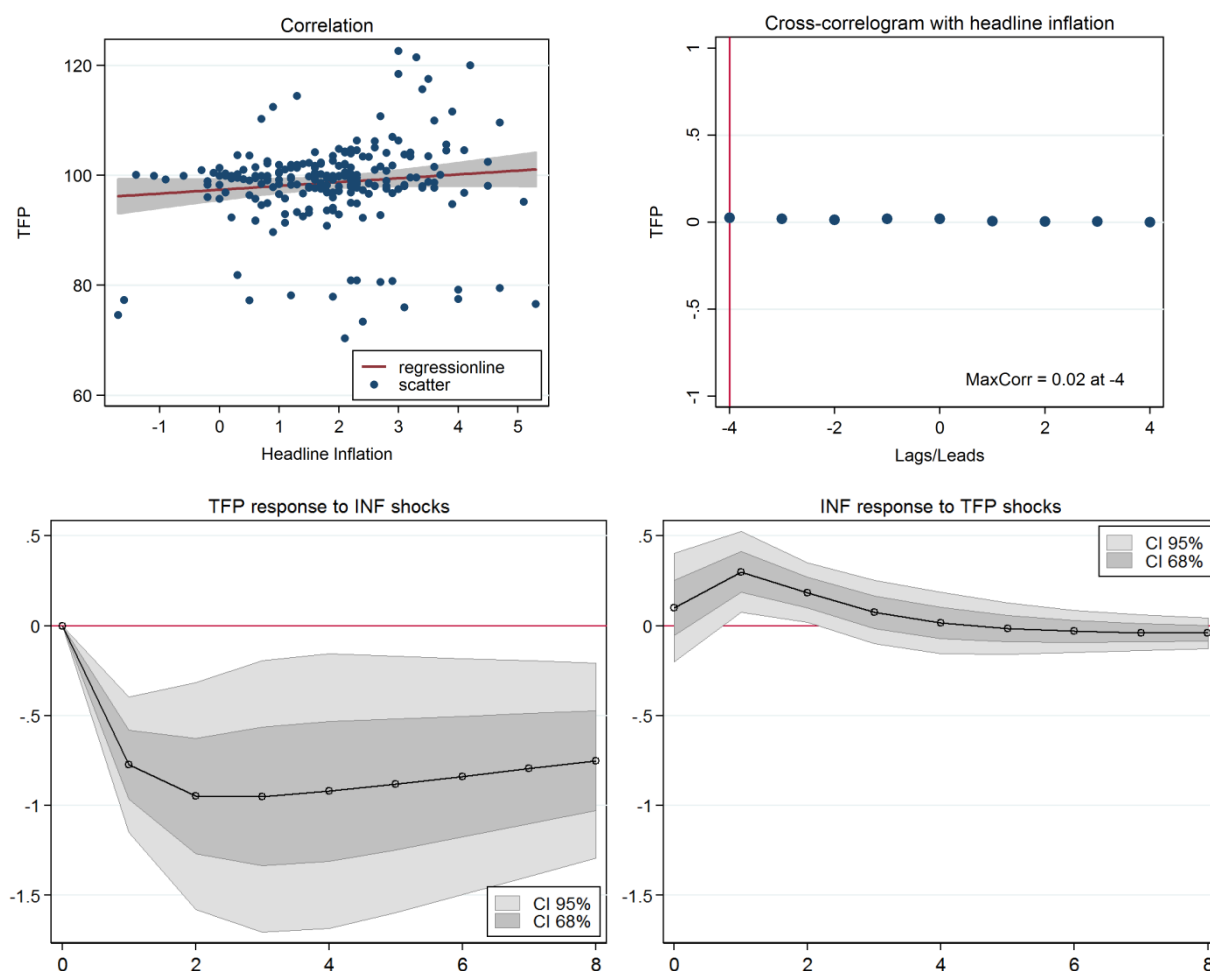 Correlation
120
100
80
60
TFP
-1 0 1 2 3 4 5
Headline Inflation
regressionline
scatter
Cross-correlogram with headline inflation
1
.5
0
-.5
-1
TFP
MaxCorr = 0.02 at -4
-4 -2 0 2 4
Lags/Leads
TFP response to INF shocks
.5
0
-.5
-1
-1.5
CI 95%
CI 68%
0 2 4 6 8
INF response to TFP shocks
CI 95%
CI 68%
.5
0
-.5
-1
-1.5
0 2 4 6 8